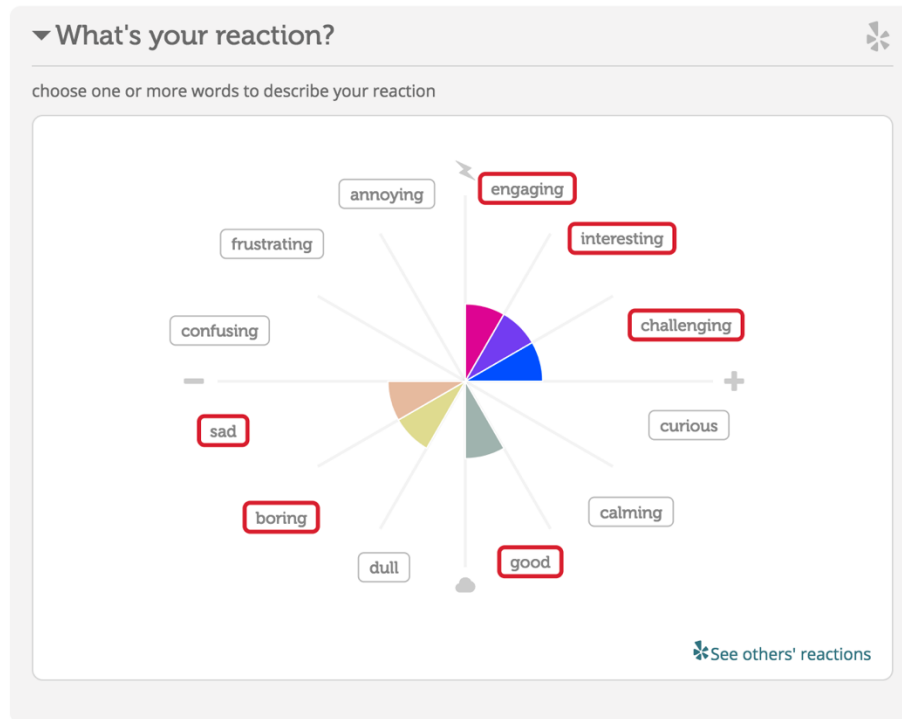 What's your reaction?
choose one or more words to describe your reaction
engaging
annoying
interesting
frustrating
challenging
confusing
curious
sad
calming
boring
good
dull
See others' reactions